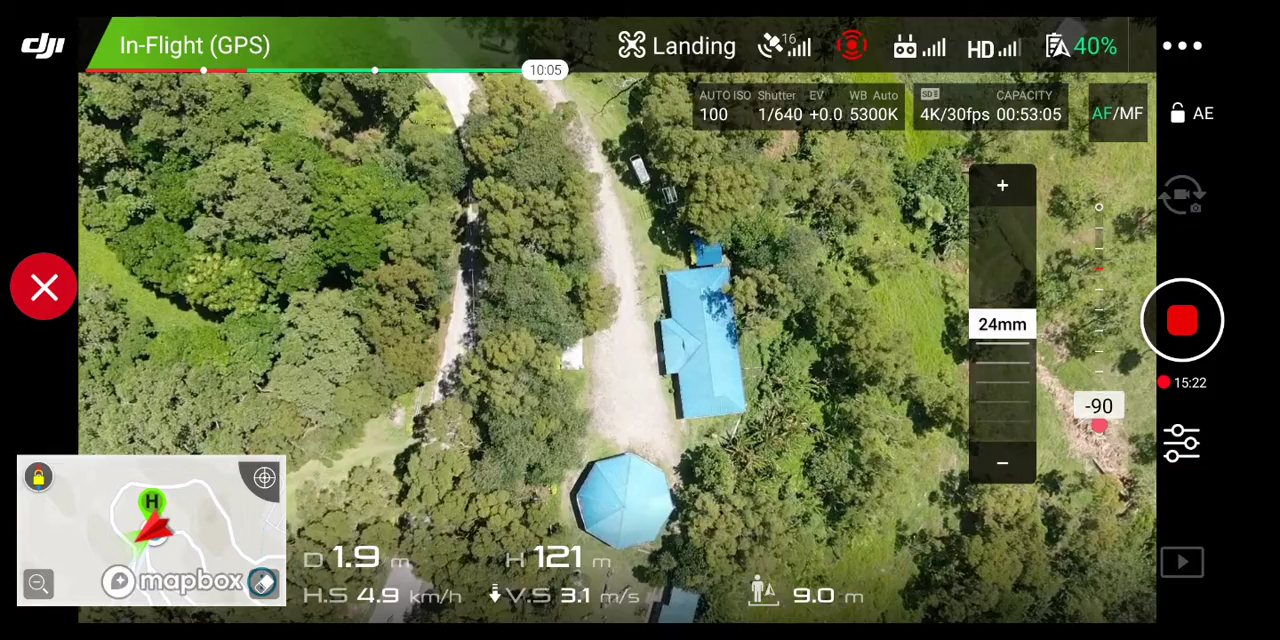 dji
In-Flight (GPS)
Landing
16
HD
40%
10:05
AUTO ISO Shutter EV WB Auto
100 1/640 +0.0 5300K
SD CAPACITY
4K/30fps 00:53:05
AF/MF
AE
+
24mm
−
-90
15:22
H
mapbox
D 1.9 m H 121 m
H.S 4.9 km/h V.S 3.1 m/s 9.0 m